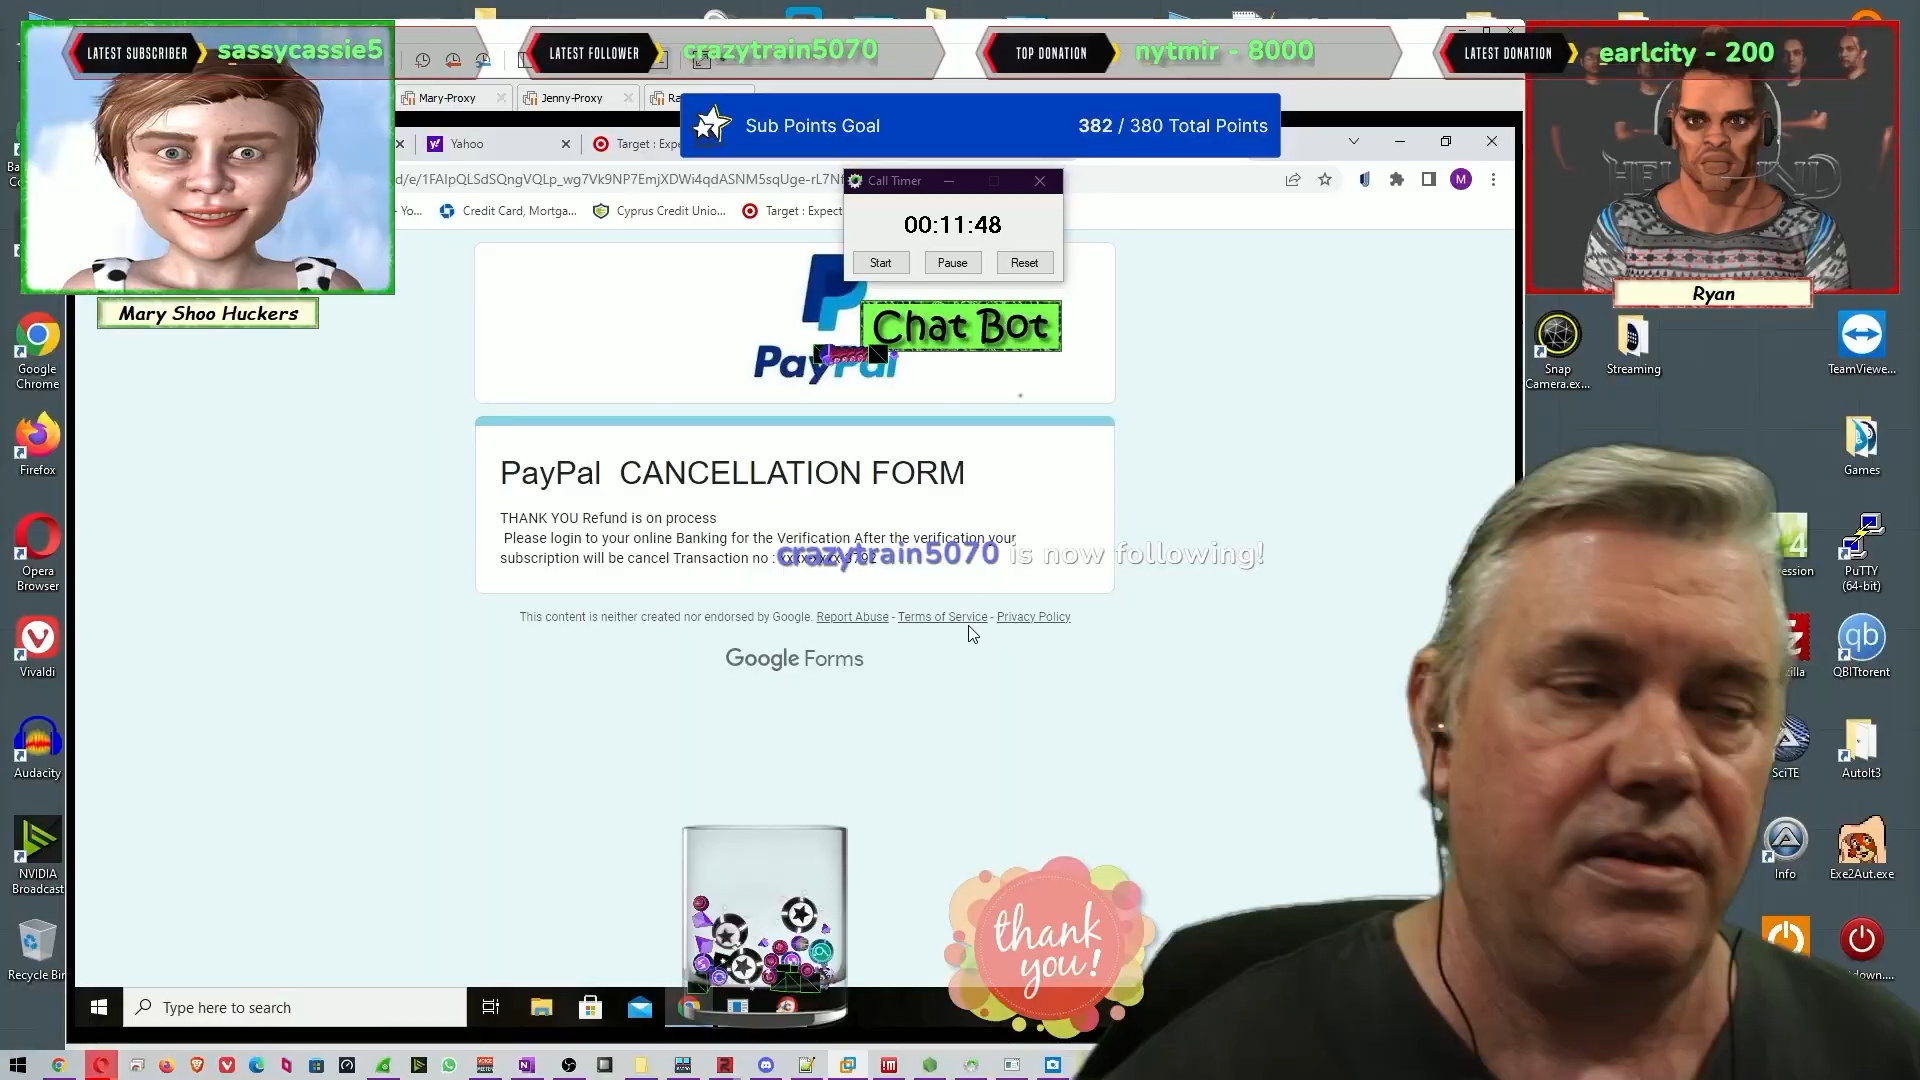 LATEST SUBSCRIBER sassycassie5
LATEST FOLLOWER crazytrain5070
TOP DONATION nytmir - 8000
LATEST DONATION earlcity - 200
Mary-Proxy
Jenny-Proxy
Sub Points Goal
382 / 380 Total Points
Yahoo
Target : Expe
Call Timer
00:11:48
Start
Pause
Reset
Yo...
Credit Card, Mortga...
Cyprus Credit Unio...
Target : Expect
M
Mary Shoo Huckers
Ryan
Chat Bot
PayPal
PayPal CANCELLATION FORM
THANK YOU Refund is on process
Please login to your online Banking for the Verification After the verification your
subscription will be cancel Transaction no :
crazytrain5070 is now following!
This content is neither created nor endorsed by Google. Report Abuse - Terms of Service - Privacy Policy
Google Forms
thank
you!
Type here to search
Google
Chrome
Firefox
Opera
Browser
Vivaldi
Audacity
NVIDIA
Broadcast
Recycle Bin
Snap
Camera.ex...
Streaming
TeamViewe...
Games
PuTTY
(64-bit)
QBITtorent
SciTE
AutoIt3
Info
Exe2Aut.exe